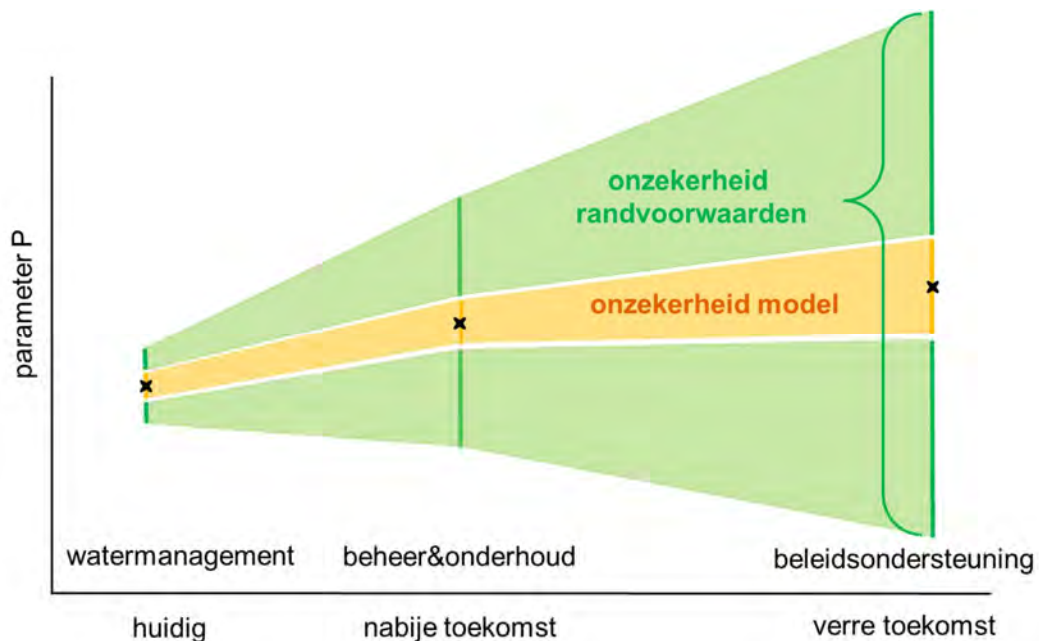 onzekerheid
randvoorwaarden
onzekerheid model
parameter P
watermanagement
beheer&onderhoud
beleidsondersteuning
huidig
nabije toekomst
verre toekomst